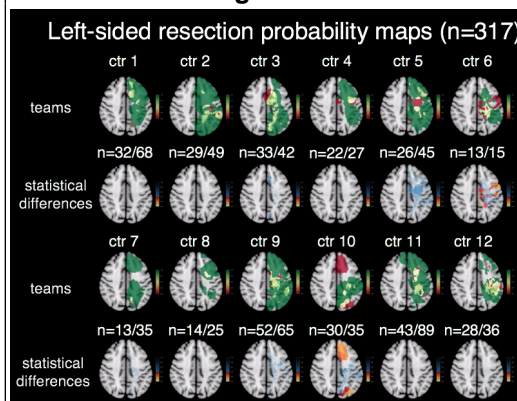 Left-sided resection probability maps (n=317)
ctr 1 ctr 2 ctr 3 ctr 4 ctr 5 ctr 6
teams
n=32/68 n=29/49 n=33/42 n=22/27 n=26/45 n=13/15
statistical
differences
ctr 7 ctr 8 ctr 9 ctr 10 ctr 11 ctr 12
teams
n=13/35 n=14/25 n=52/65 n=30/35 n=43/89 n=28/36
statistical
differences